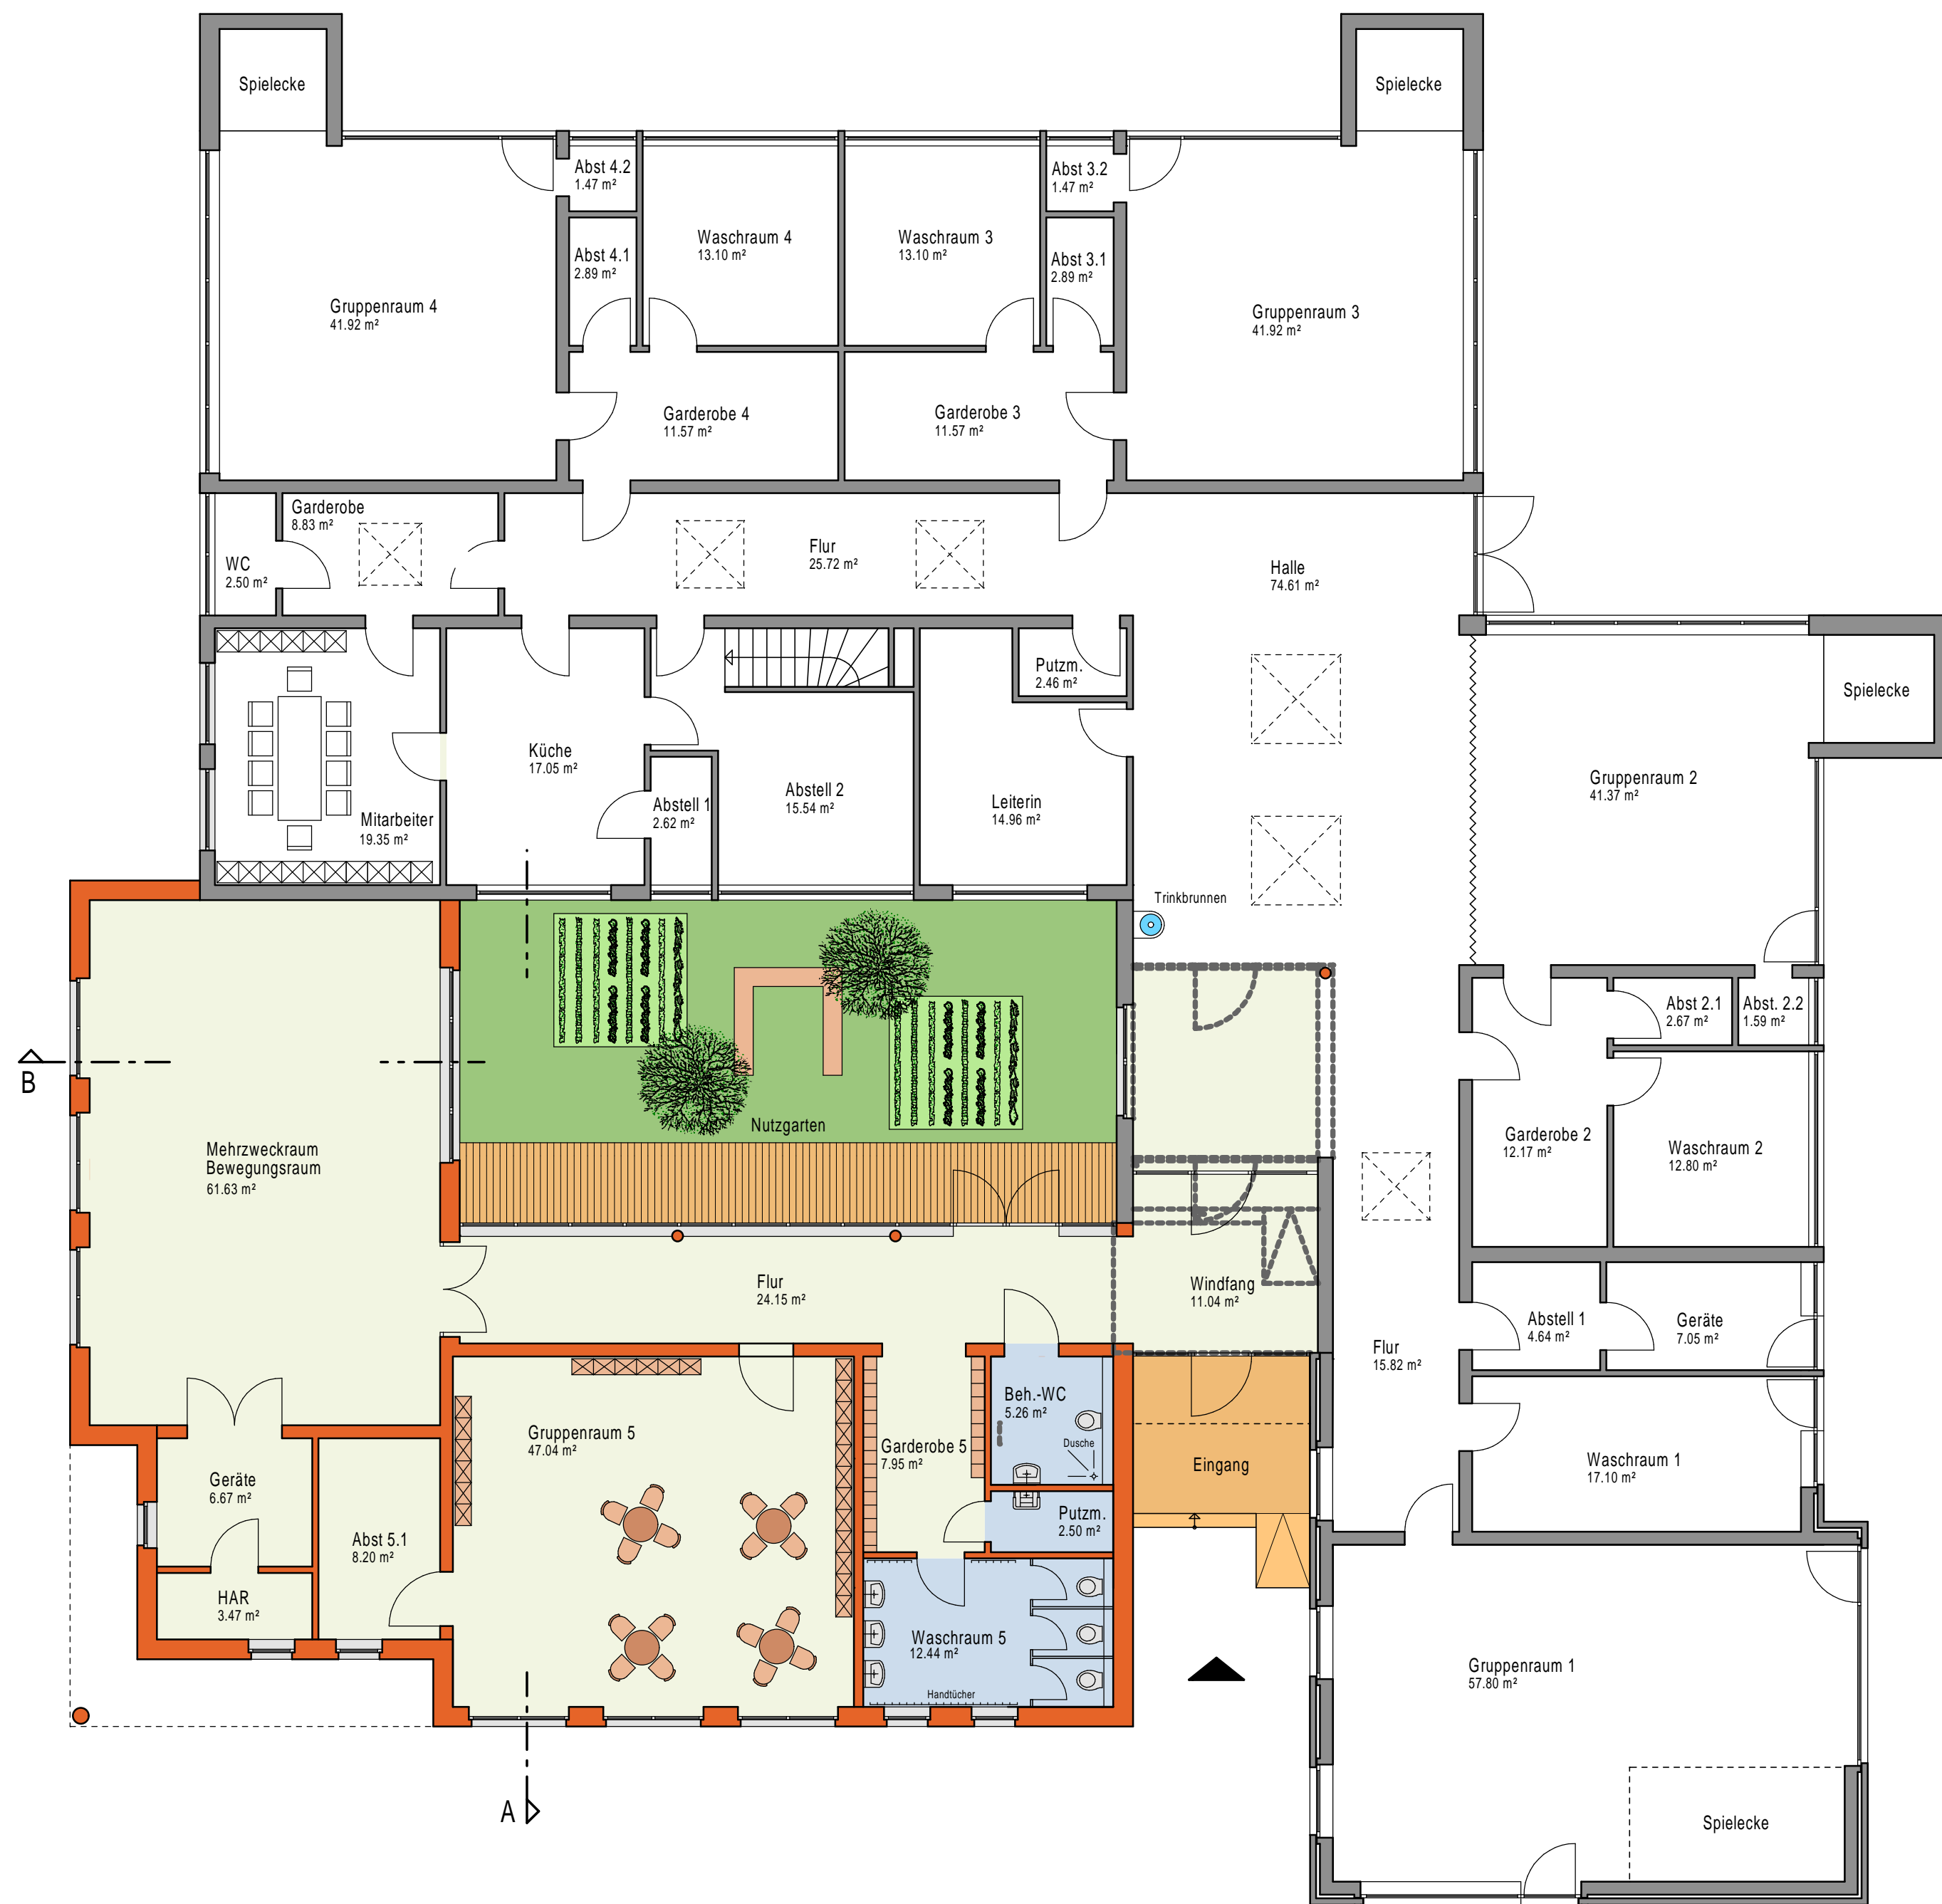 Spielecke
Spielecke
Abst 4.2
1.47 m²
Abst 3.2
1.47 m²
Waschraum 4
13.10 m²
Waschraum 3
13.10 m²
Abst 4.1
2.89 m²
Abst 3.1
2.89 m²
Gruppenraum 4
41.92 m²
Gruppenraum 3
41.92 m²
Garderobe 4
11.57 m²
Garderobe 3
11.57 m²
Garderobe
8.83 m²
WC
2.50 m²
Flur
25.72 m²
Halle
74.61 m²
Putzm.
2.46 m²
Spielecke
Küche
17.05 m²
Abstell 2
15.54 m²
Abstell 1
2.62 m²
Leiterin
14.96 m²
Gruppenraum 2
41.37 m²
Mitarbeiter
19.35 m²
Trinkbrunnen
Abst 2.1
2.67 m²
Abst. 2.2
1.59 m²
B
Nutzgarten
Mehrzweckraum
Bewegungsraum
61.63 m²
Garderobe 2
12.17 m²
Waschraum 2
12.80 m²
Flur
24.15 m²
Windfang
11.04 m²
Abstell 1
4.64 m²
Geräte
7.05 m²
Flur
15.82 m²
Gruppenraum 5
47.04 m²
Beh.-WC
5.26 m²
Dusche
Garderobe 5
7.95 m²
Eingang
Waschraum 1
17.10 m²
Geräte
6.67 m²
Abst 5.1
8.20 m²
Putzm.
2.50 m²
HAR
3.47 m²
Waschraum 5
12.44 m²
Handtücher
Gruppenraum 1
57.80 m²
A
Spielecke